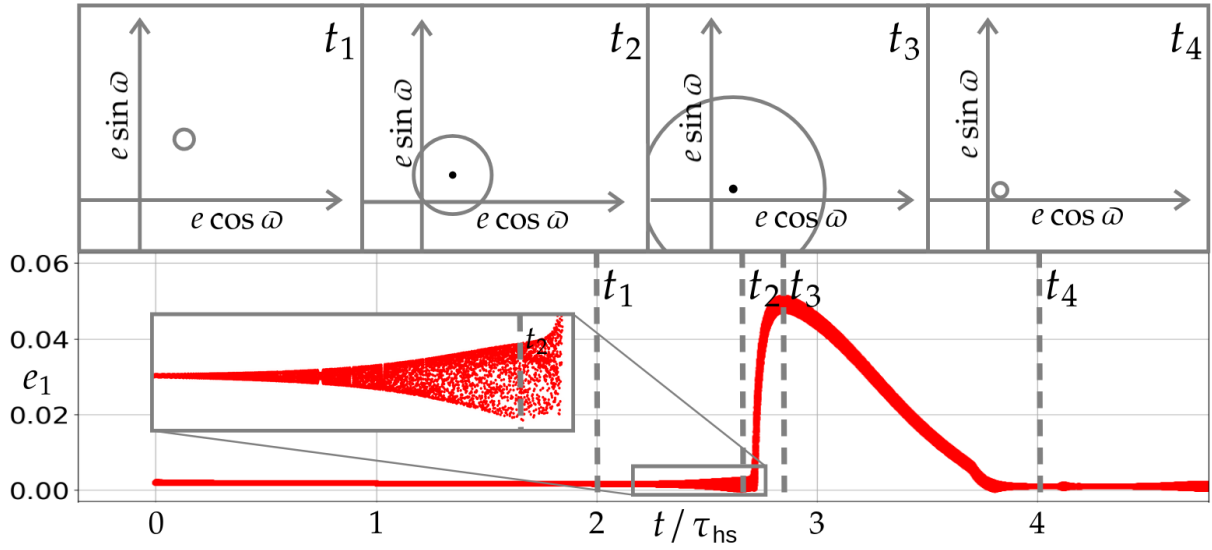 t₁
t₂
t₃
t₄
e sin ϖ
e sin ϖ
e sin ϖ
e sin ϖ
e cos ϖ
e cos ϖ
e cos ϖ
e cos ϖ
0.06
t₁
t₂
t₃
t₄
0.04
t₂
e₁
0.02
0.00
0
1
2
t / τₕₛ
3
4